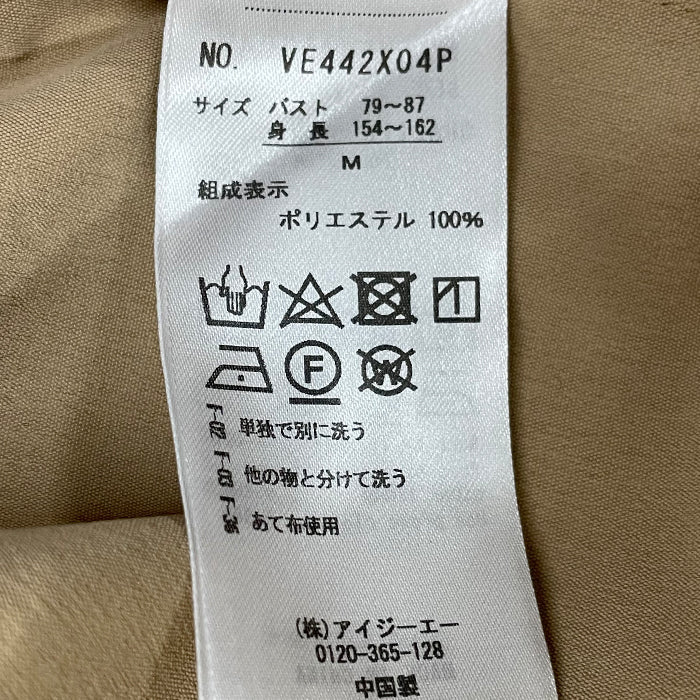 NO. VE442X04P
サイズ バスト 79〜87
身長 154〜162
M
組成表示
ポリエステル 100%
F
W
F-02 単独で別に洗う
F-03 他の物と分けて洗う
F-36 あて布使用
(株)アイジーエー
0120-365-128
中国製